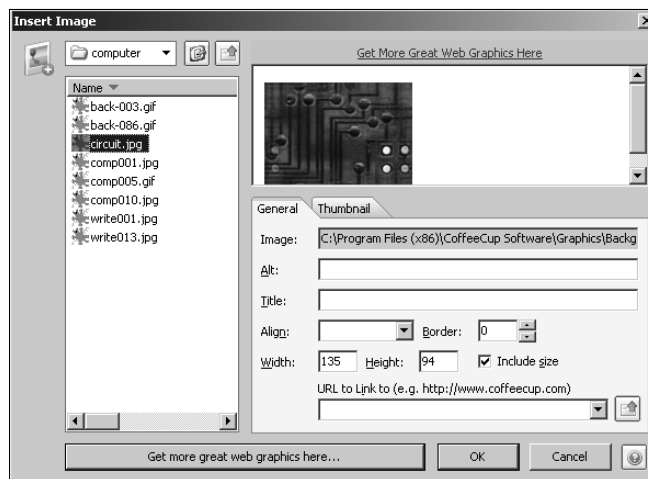 Insert Image
computer
Get More Great Web Graphics Here
Name
back-003.gif
back-086.gif
circuit.jpg
comp001.jpg
comp005.gif
comp010.jpg
write001.jpg
write013.jpg
General Thumbnail
Image: C:\Program Files (x86)\CoffeeCup Software\Graphics\Backg
Alt:
Title:
Align: Border: 0
Width: 135 Height: 94 Include size
URL to Link to (e.g. http://www.coffeecup.com)
Get more great web graphics here... OK Cancel